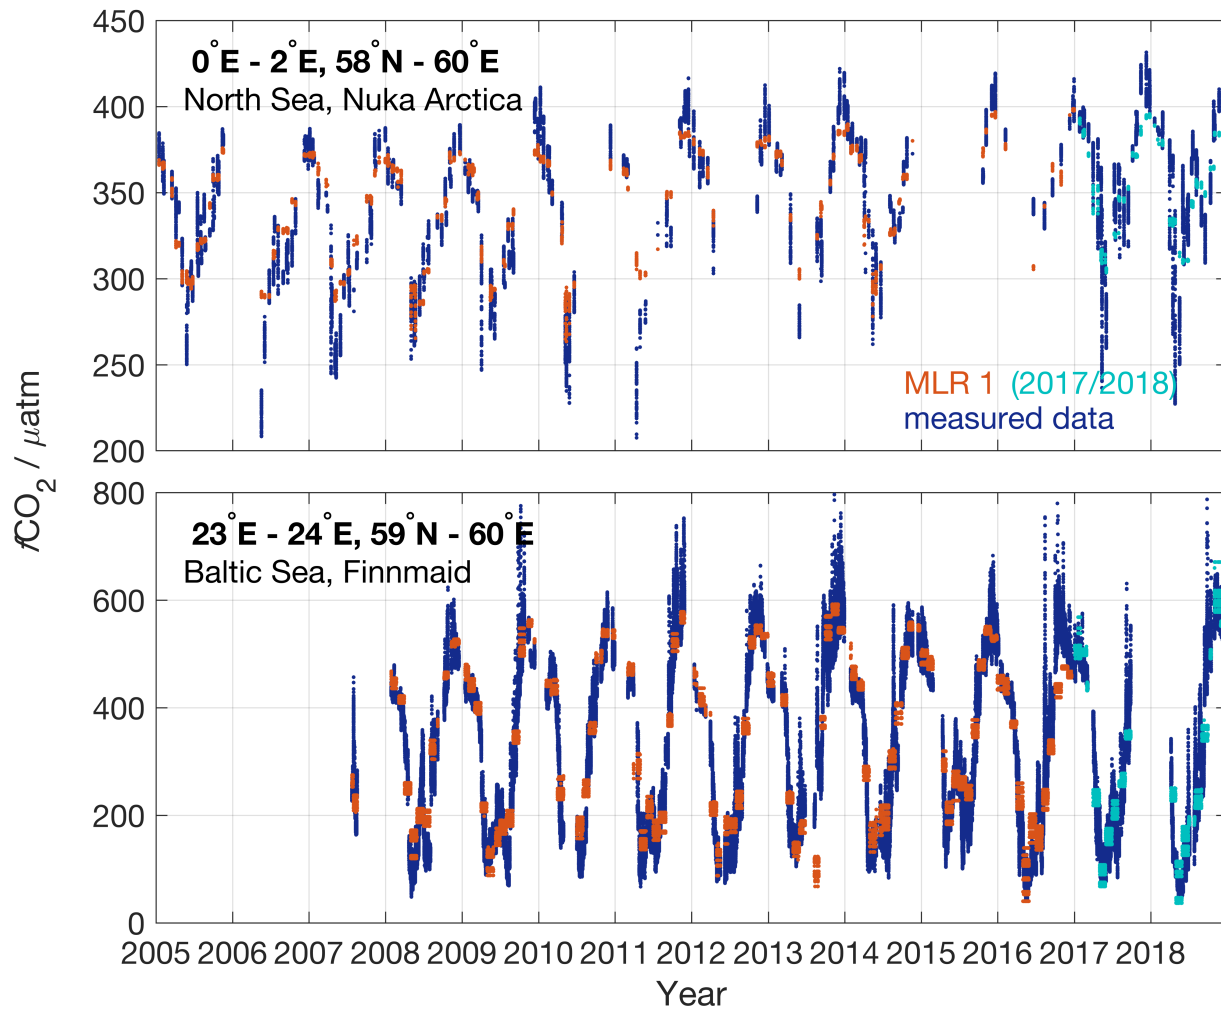 450
0°E - 2°E, 58°N - 60°E
North Sea, Nuka Arctica
400
350
300
250
MLR 1 (2017/2018)
measured data
200
fCO2 / μatm
800
23°E - 24°E, 59°N - 60°E
Baltic Sea, Finnmaid
600
400
200
0
2005 2006 2007 2008 2009 2010 2011 2012 2013 2014 2015 2016 2017 2018
Year